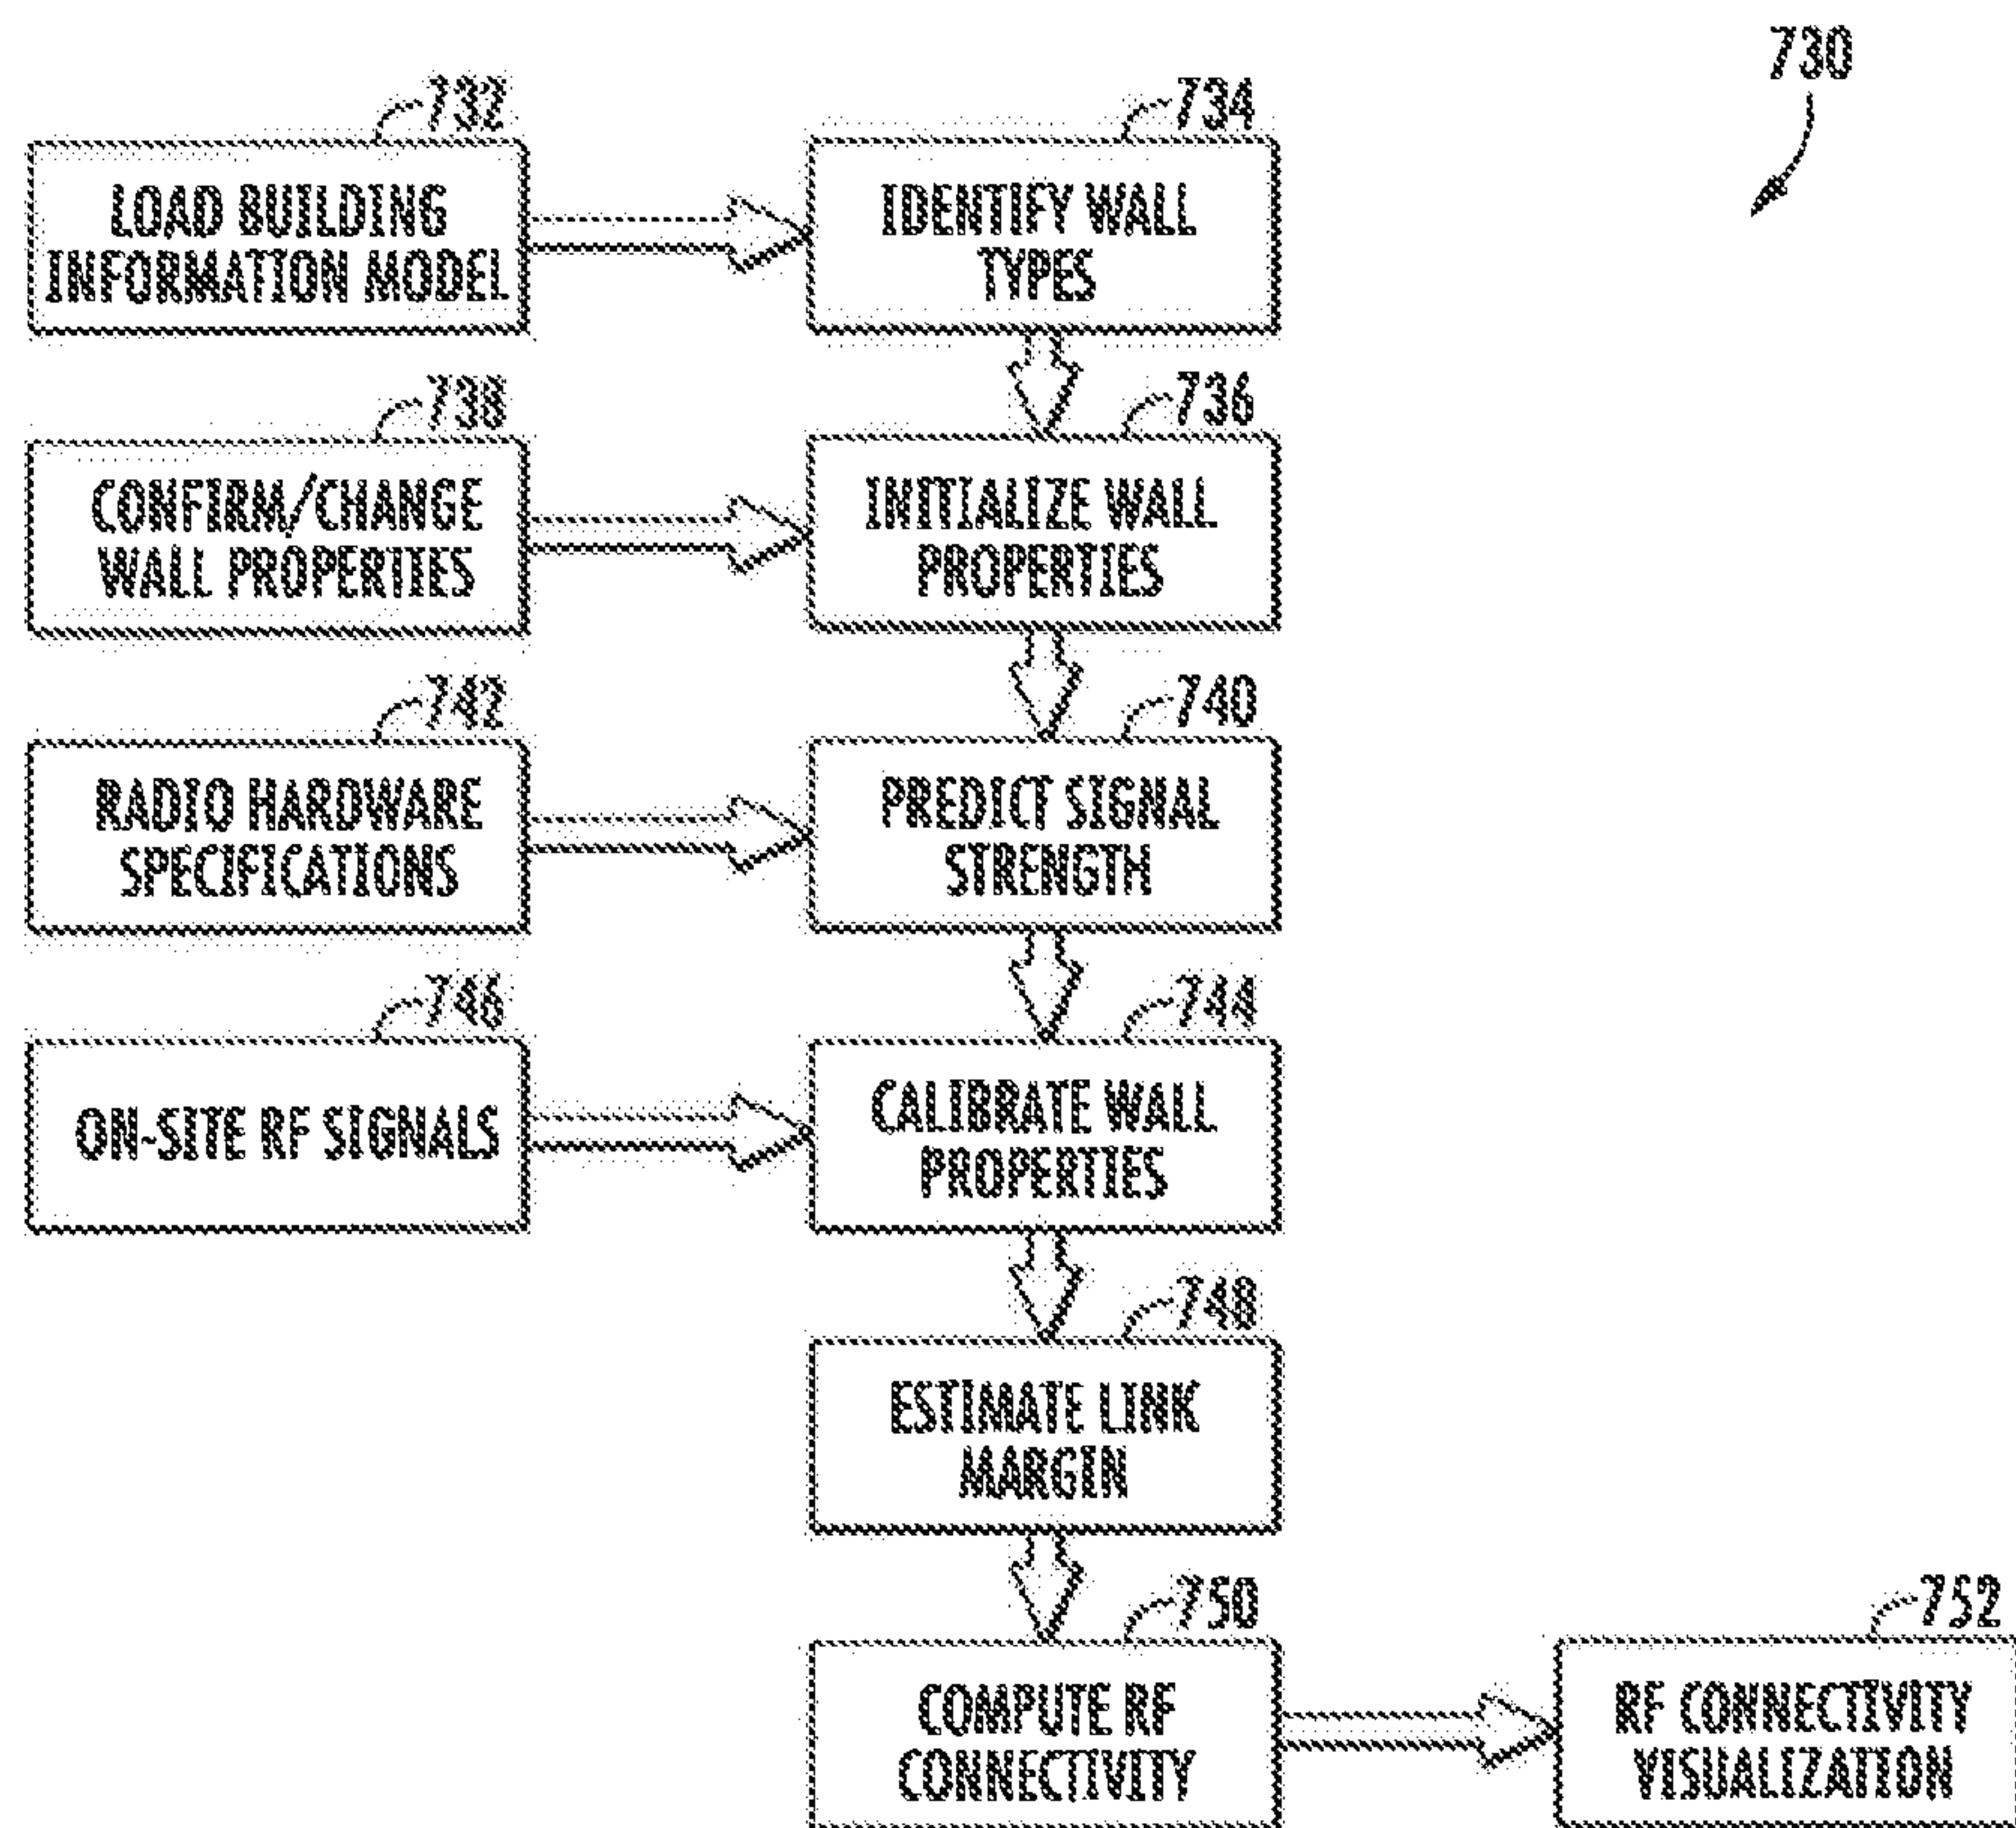 730
732
LOAD BUILDING
INFORMATION MODEL
734
IDENTIFY WALL
TYPES
738
CONFIRM/CHANGE
WALL PROPERTIES
736
INITIALIZE WALL
PROPERTIES
742
RADIO HARDWARE
SPECIFICATIONS
740
PREDICT SIGNAL
STRENGTH
746
ON-SITE RF SIGNALS
744
CALIBRATE WALL
PROPERTIES
748
ESTIMATE LINK
MARGIN
750
COMPUTE RF
CONNECTIVITY
752
RF CONNECTIVITY
VISUALIZATION